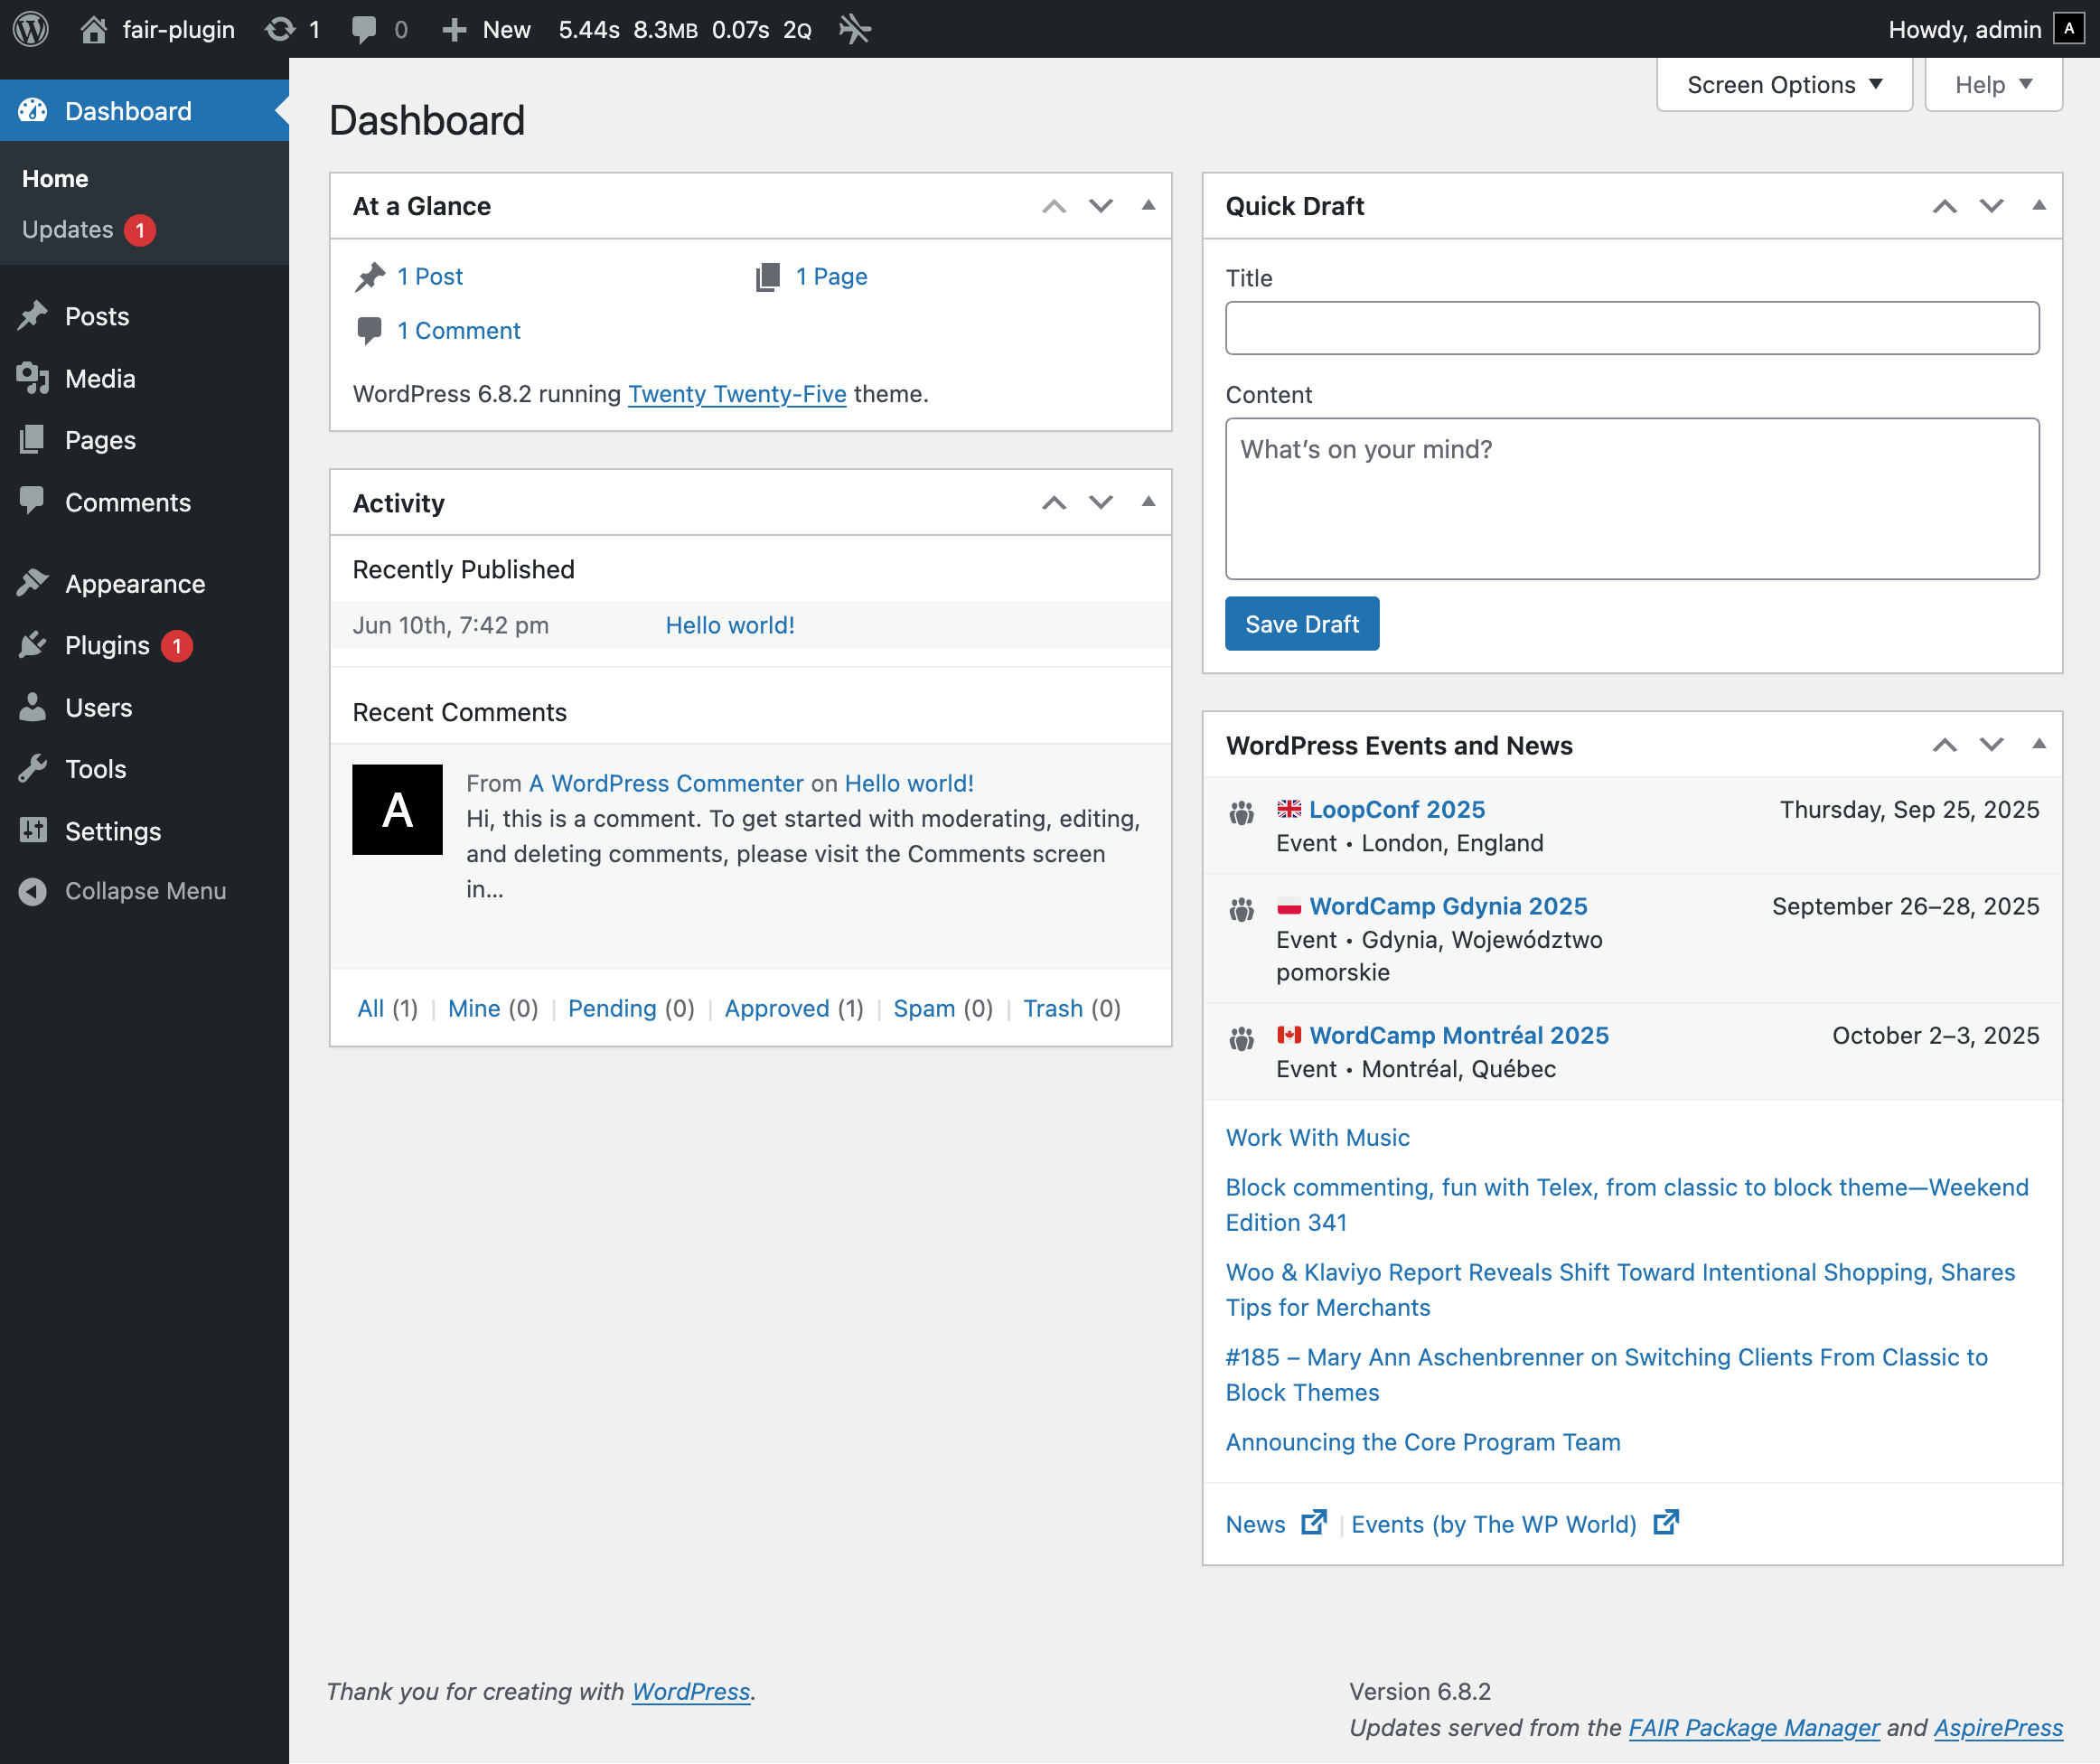 fair-plugin 1 0 New 5.44s 8.3MB 0.07s 2Q Howdy, admin A
Dashboard
Home
Updates 1
Posts
Media
Pages
Comments
Appearance
Plugins 1
Users
Tools
Settings
Collapse Menu
Screen Options Help
Dashboard
At a Glance
1 Post 1 Page
1 Comment
WordPress 6.8.2 running Twenty Twenty-Five theme.
Activity
Recently Published
Jun 10th, 7:42 pm Hello world!
Recent Comments
A
From A WordPress Commenter on Hello world!
Hi, this is a comment. To get started with moderating, editing,
and deleting comments, please visit the Comments screen
in…
All (1) | Mine (0) | Pending (0) | Approved (1) | Spam (0) | Trash (0)
Quick Draft
Title
Content
What’s on your mind?
Save Draft
WordPress Events and News
LoopConf 2025 Thursday, Sep 25, 2025
Event • London, England
WordCamp Gdynia 2025 September 26–28, 2025
Event • Gdynia, Województwo
pomorskie
WordCamp Montréal 2025 October 2–3, 2025
Event • Montréal, Québec
Work With Music
Block commenting, fun with Telex, from classic to block theme—Weekend
Edition 341
Woo & Klaviyo Report Reveals Shift Toward Intentional Shopping, Shares
Tips for Merchants
#185 – Mary Ann Aschenbrenner on Switching Clients From Classic to
Block Themes
Announcing the Core Program Team
News | Events (by The WP World)
Thank you for creating with WordPress.
Version 6.8.2
Updates served from the FAIR Package Manager and AspirePress